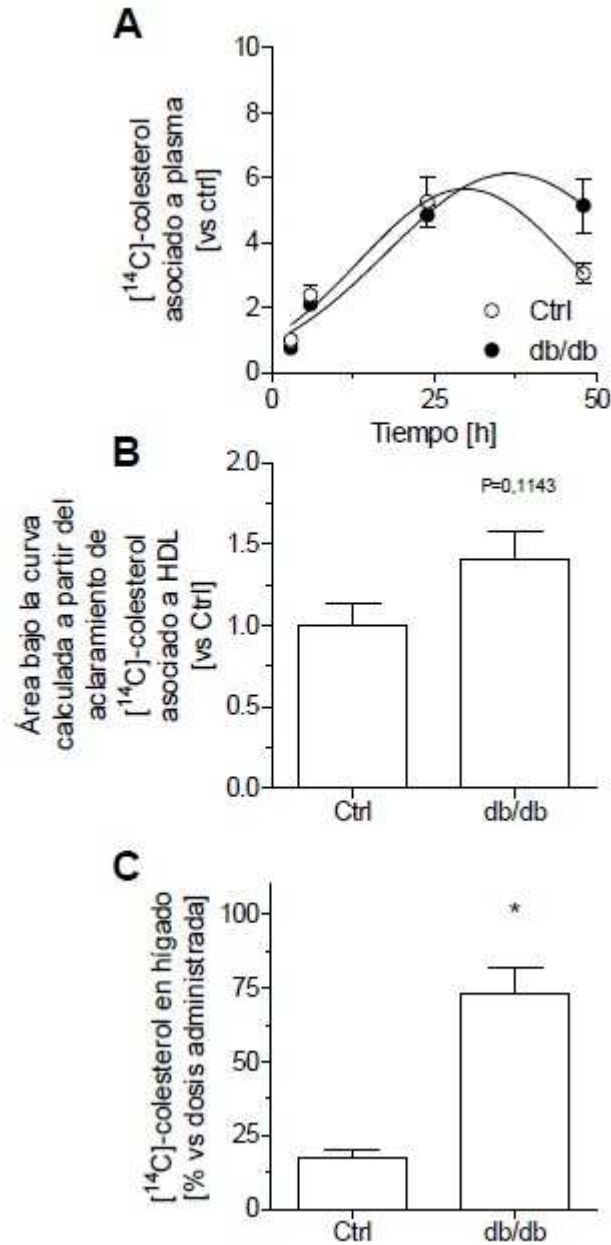 A
[¹⁴C]-colesterol
asociado a plasma
[vs ctrl]
10
8
6
4
2
0
Ctrl
db/db
0
25
50
Tiempo [h]
B
Área bajo la curva
calculada a partir del
aclaramiento de
[¹⁴C]-colesterol
asociado a HDL
[vs Ctrl]
2.0
1.5
1.0
0.5
0.0
P=0,1143
Ctrl
db/db
C
[¹⁴C]-colesterol en hígado
[% vs dosis administrada]
100
75
50
25
0
*
Ctrl
db/db